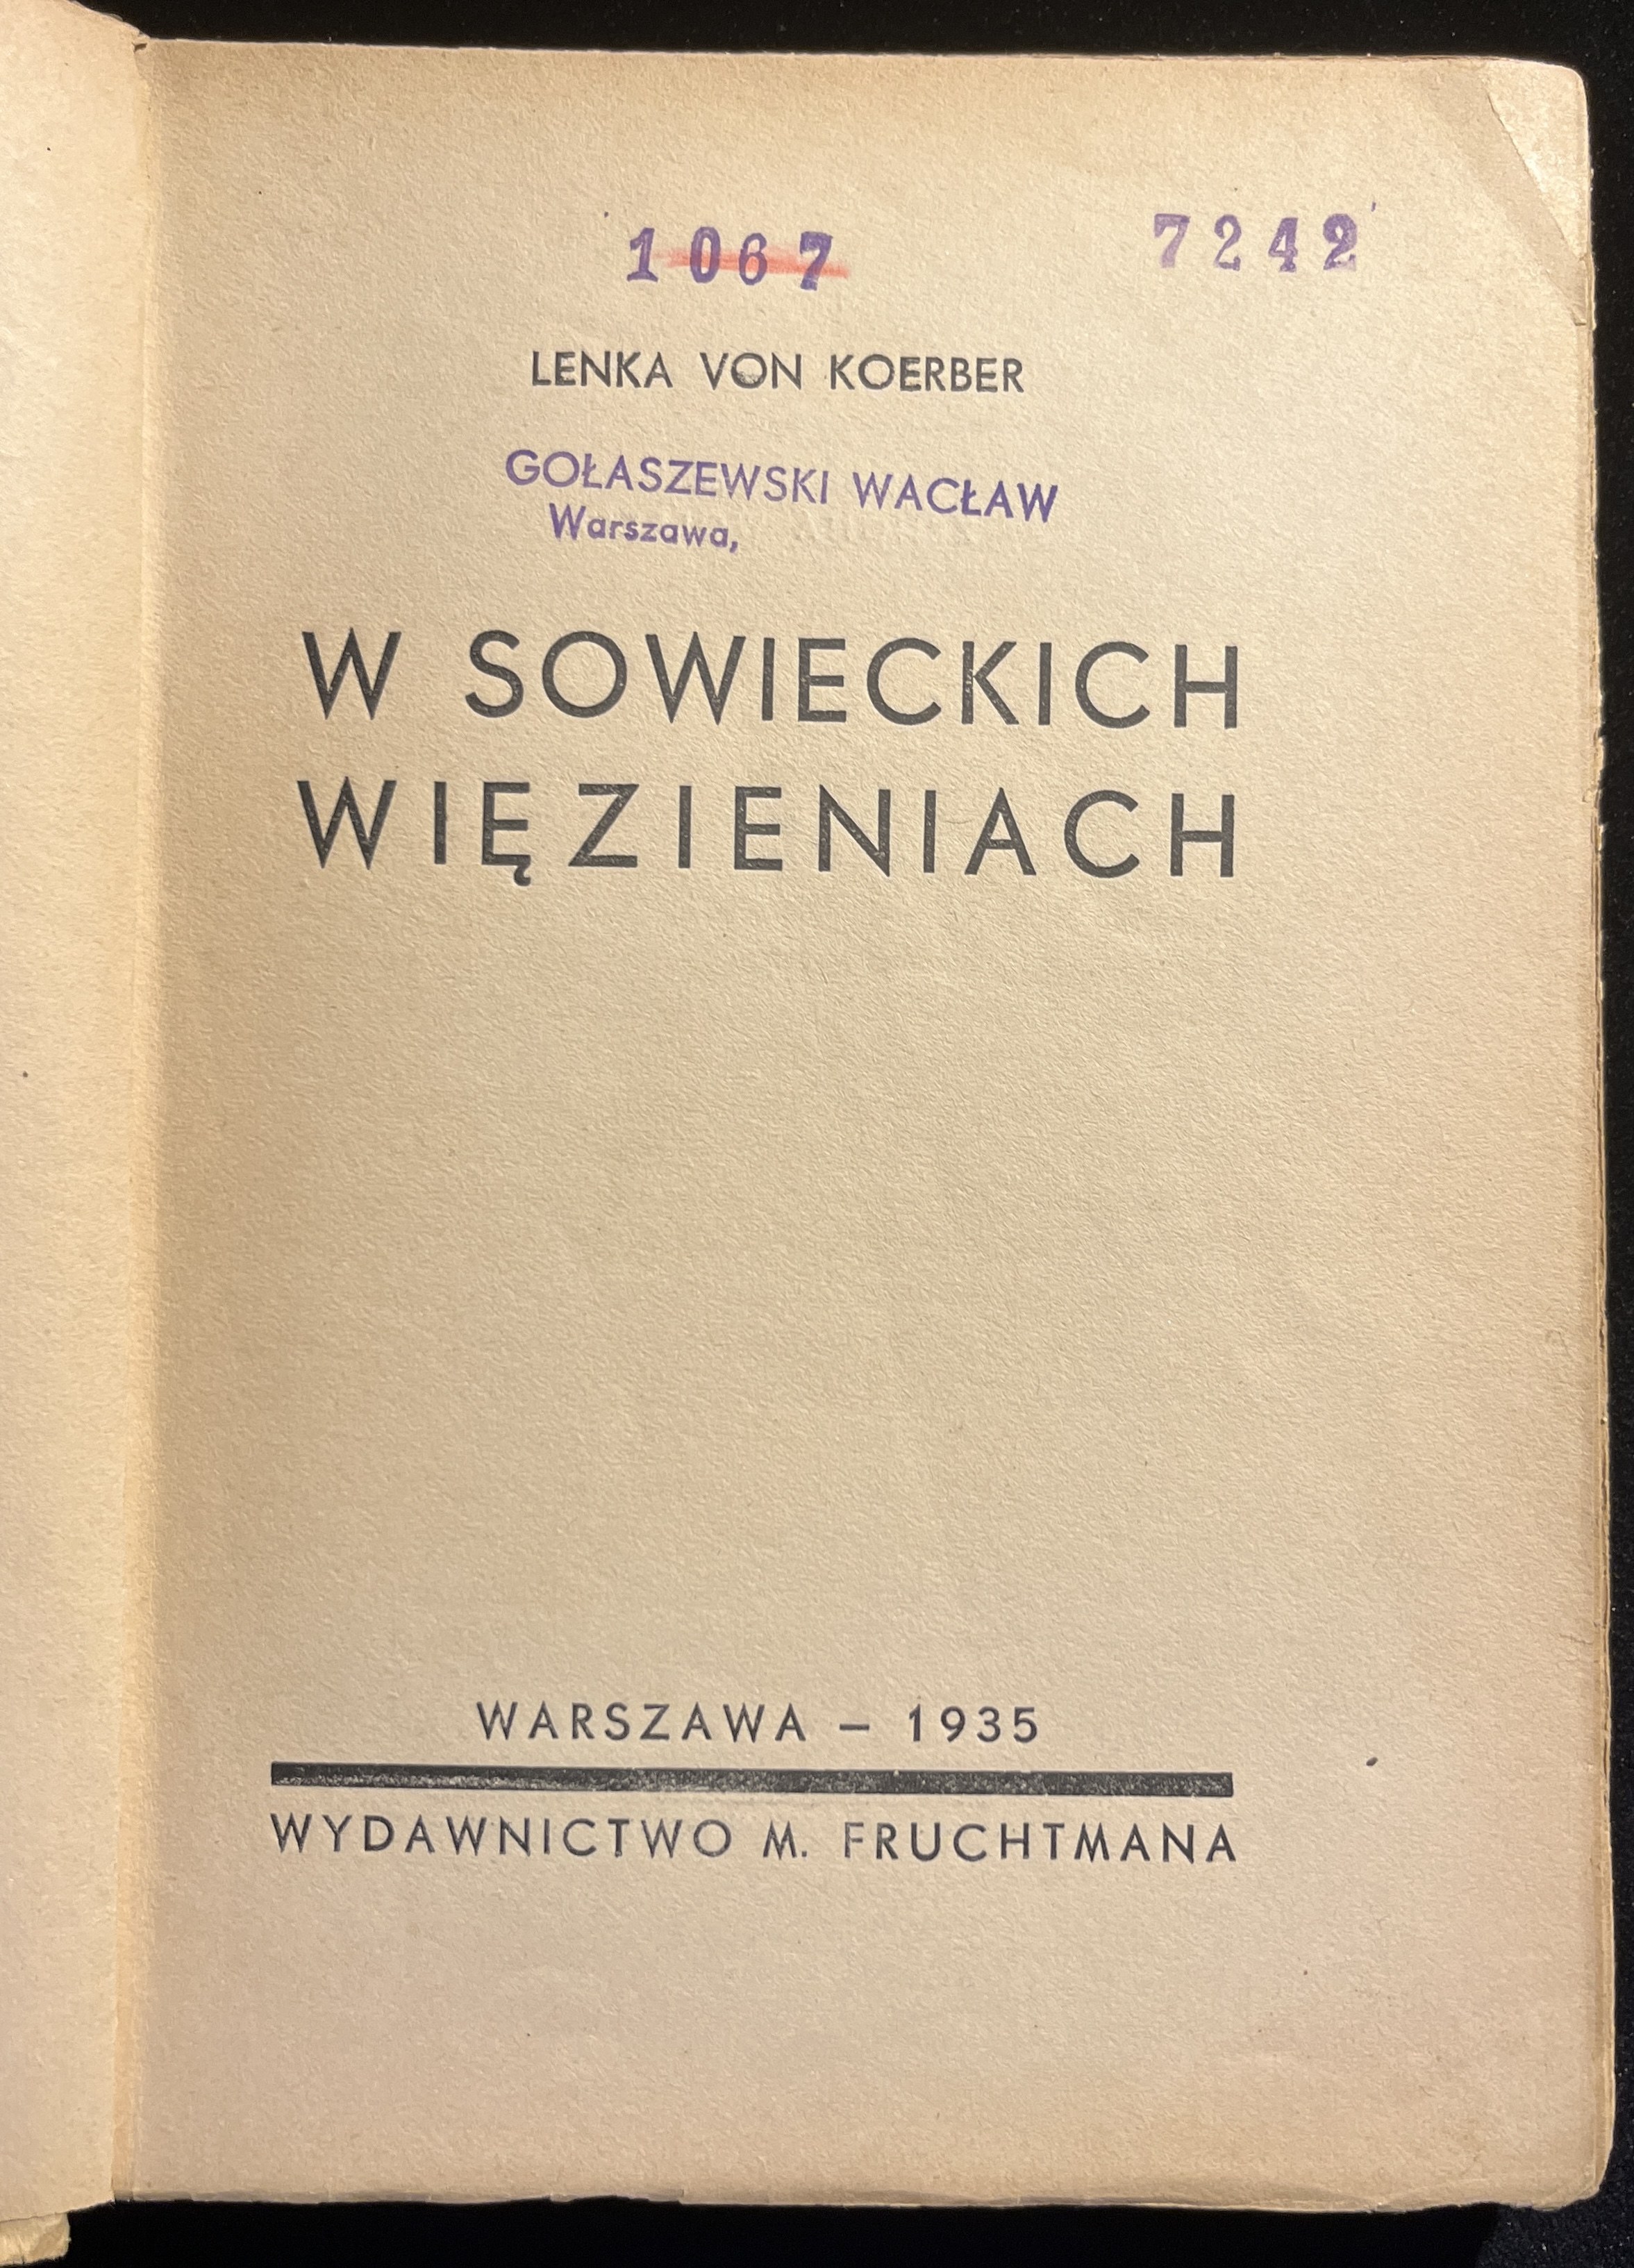 1067 7242
LENKA VON KOERBER
GOŁASZEWSKI WACŁAW
Warszawa,
W SOWIECKICH
WIĘZIENIACH
WARSZAWA – 1935
WYDAWNICTWO M. FRUCHTMANA